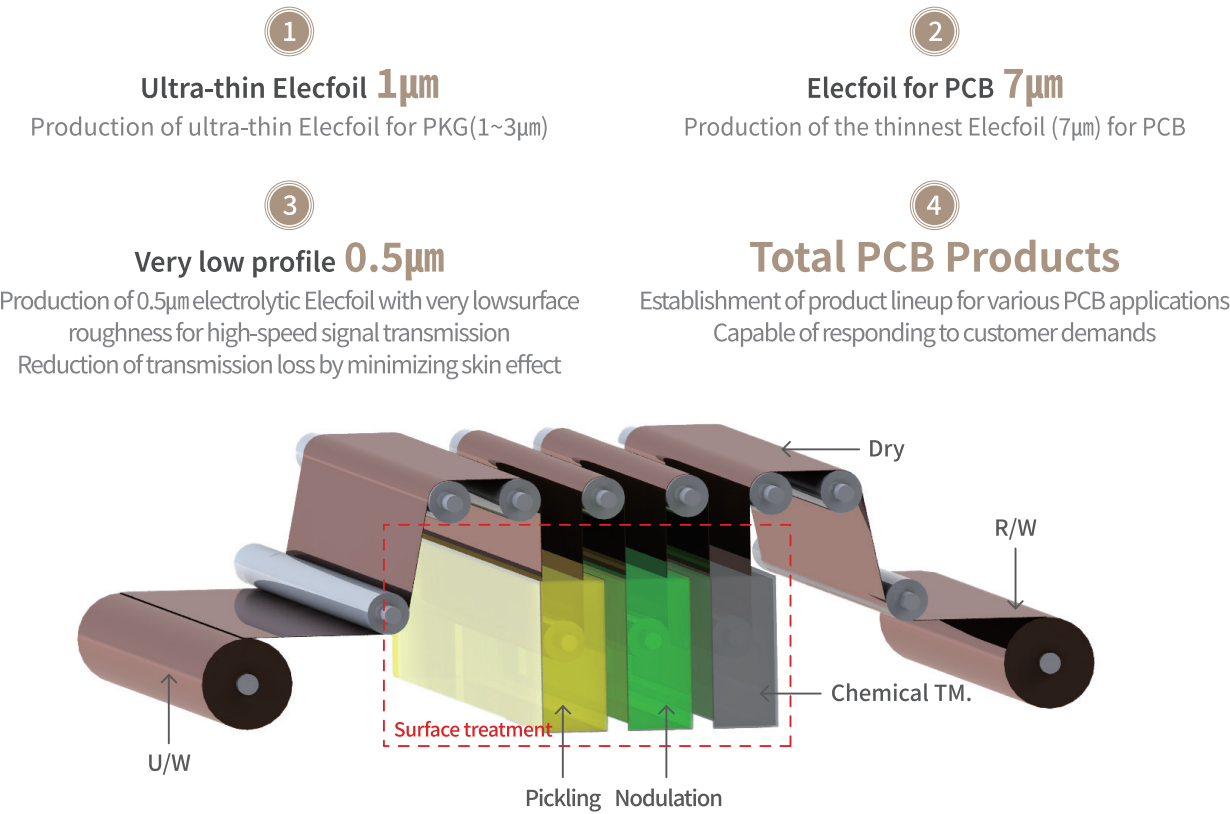 1
Ultra-thin Elecfoil 1㎛
Production of ultra-thin Elecfoil for PKG(1~3㎛)
2
Elecfoil for PCB 7㎛
Production of the thinnest Elecfoil (7㎛) for PCB
3
Very low profile 0.5㎛
Production of 0.5㎛ electrolytic Elecfoil with very lowsurface
roughness for high-speed signal transmission
Reduction of transmission loss by minimizing skin effect
4
Total PCB Products
Establishment of product lineup for various PCB applications
Capable of responding to customer demands
Dry
R/W
Chemical TM.
Surface treatment
U/W
Pickling
Nodulation